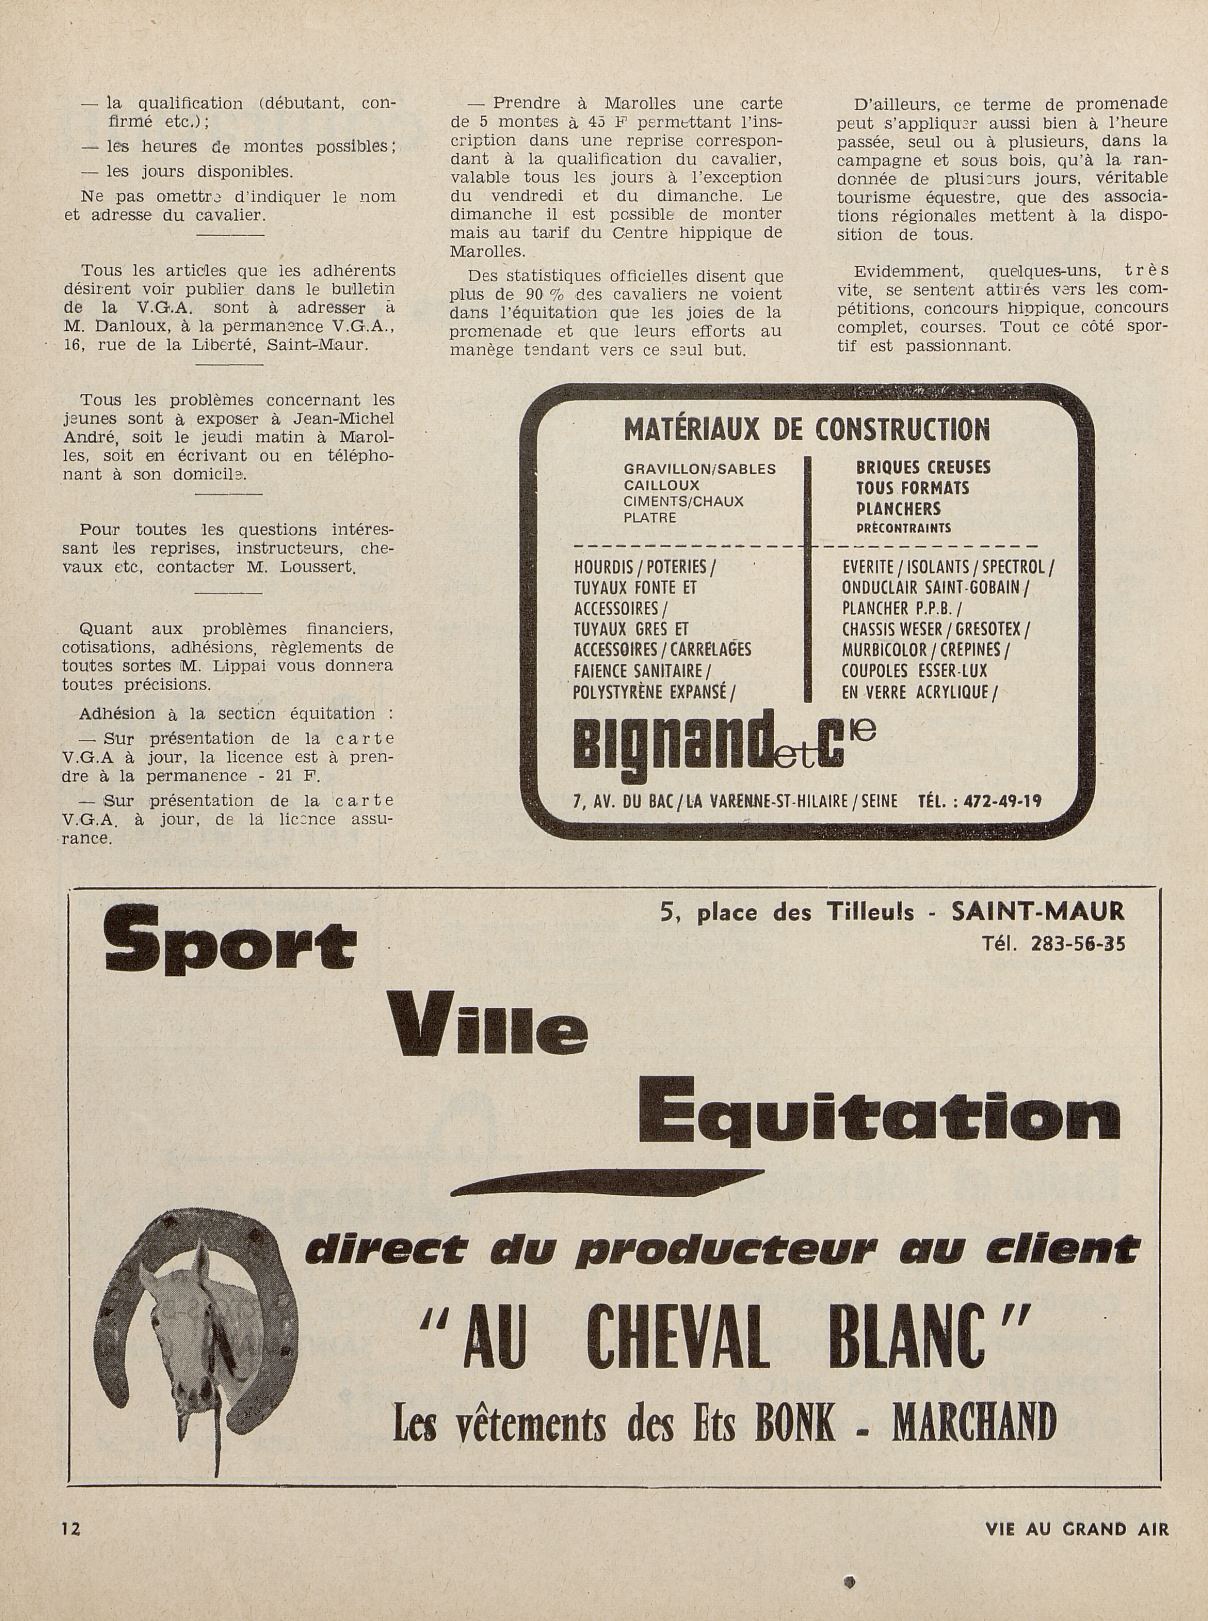 — la qualification (débutant, con-
firmé etc.) ;
— les heures de montes possibles ;
— les jours disponibles.
Ne pas omettre d'indiquer le nom
et adresse du cavalier.
Tous les articles que les adhérents
désirent voir publier dans le bulletin
de la V.G.A. sont à adresser à
M. Danloux, à la permanence V.G.A.,
16, rue de la Liberté, Saint-Maur.
Tous les problèmes concernant les
jeunes sont à exposer à Jean-Michel
André, soit le jeudi matin à Marol-
les, soit en écrivant ou en télépho-
nant à son domicile.
Pour toutes les questions intéres-
sant les reprises, instructeurs, che-
vaux etc, contacter M. Loussert.
Quant aux problèmes financiers,
cotisations, adhésions, règlements de
toutes sortes M. Lippai vous donnera
toutes précisions.
Adhésion à la section équitation :
— Sur présentation de la carte
V.G.A à jour, la licence est à pren-
dre à la permanence - 21 F.
— Sur présentation de la carte
V.G.A. à jour, de la licence assu-
rance.
— Prendre à Marolles une carte
de 5 montes à 45 F permettant l'ins-
cription dans une reprise correspon-
dant à la qualification du cavalier,
valable tous les jours à l'exception
du vendredi et du dimanche. Le
dimanche il est possible de monter
mais au tarif du Centre hippique de
Marolles.
Des statistiques officielles disent que
plus de 90 % des cavaliers ne voient
dans l'équitation que les joies de la
promenade et que leurs efforts au
manège tendant vers ce seul but.
D'ailleurs, ce terme de promenade
peut s'appliquer aussi bien à l'heure
passée, seul ou à plusieurs, dans la
campagne et sous bois, qu'à la ran-
donnée de plusieurs jours, véritable
tourisme équestre, que des associa-
tions régionales mettent à la dispo-
sition de tous.
Evidemment, quelques-uns, très
vite, se sentent attirés vers les com-
pétitions, concours hippique, concours
complet, courses. Tout ce côté spor-
tif est passionnant.
MATÉRIAUX DE CONSTRUCTION
GRAVILLON/SABLES
CAILLOUX
CIMENTS/CHAUX
PLATRE
BRIQUES CREUSES
TOUS FORMATS
PLANCHERS
PRÉCONTRAINTS
HOURDIS / POTERIES /
TUYAUX FONTE ET
ACCESSOIRES /
TUYAUX GRES ET
ACCESSOIRES / CARRELAGES
FAIENCE SANITAIRE /
POLYSTYRÈNE EXPANSÉ /
EVERITE / ISOLANTS / SPECTROL /
ONDUCLAIR SAINT-GOBAIN /
PLANCHER P.P.B. /
CHASSIS WESER / GRESOTEX /
MURBICOLOR / CREPINES /
COUPOLES ESSER-LUX
EN VERRE ACRYLIQUE /
Bignand et Cie
7, AV. DU BAC / LA VARENNE-ST-HILAIRE / SEINE TÉL. : 472-49-19
5, place des Tilleuls - SAINT-MAUR
Tél. 283-56-35
Sport
Ville
Equitation
direct du producteur au client
"AU CHEVAL BLANC"
Les vêtements des Ets BONK - MARCHAND
12
VIE AU GRAND AIR